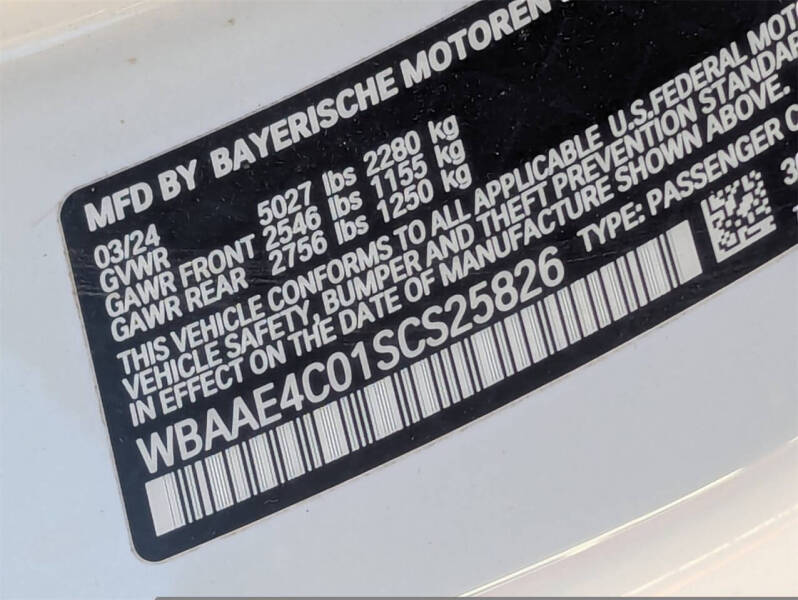 MFD BY BAYERISCHE MOTOREN
03/24
GVWR 5027 lbs 2280 kg
GAWR FRONT 2546 lbs 1155 kg
GAWR REAR 2756 lbs 1250 kg
THIS VEHICLE CONFORMS TO ALL APPLICABLE U.S.FEDERAL MOT
VEHICLE SAFETY, BUMPER AND THEFT PREVENTION STANDAR
IN EFFECT ON THE DATE OF MANUFACTURE SHOWN ABOVE.
WBAAE4C01SCS25826 TYPE: PASSENGER C